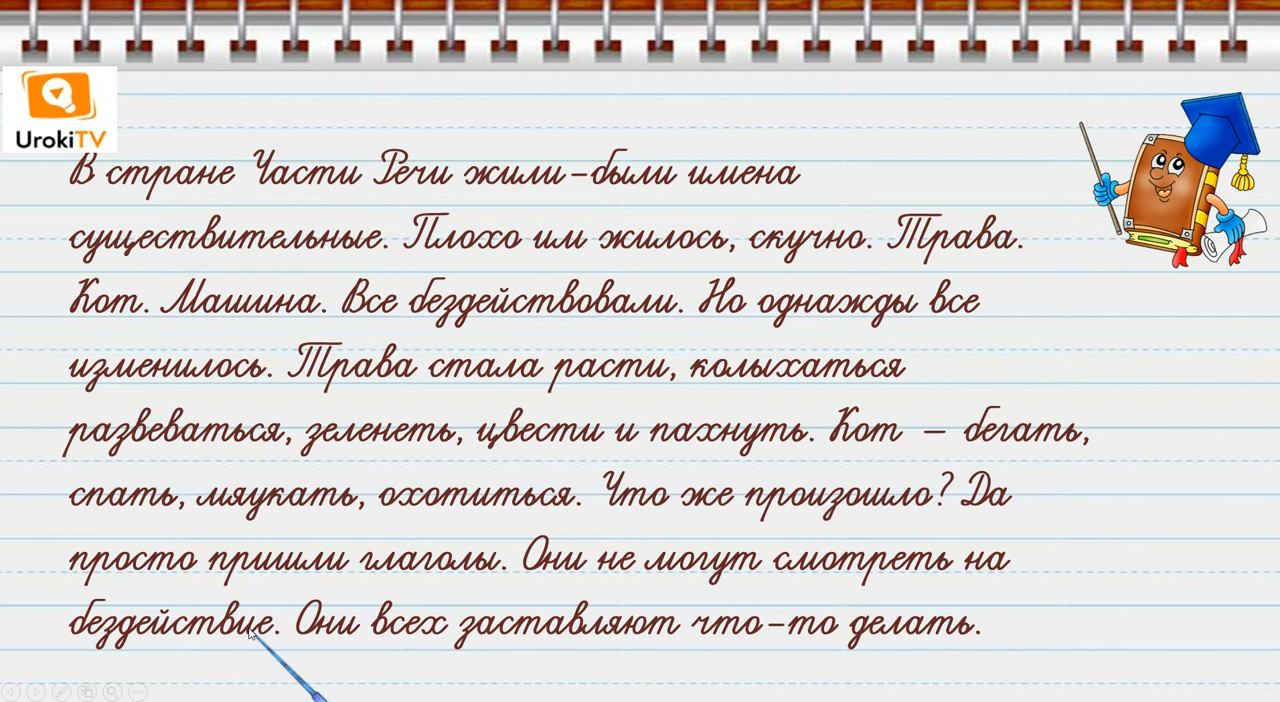 UrokiTV
В стране Части Речи жили-были имена
существительные. Плохо им жилось, скучно. Трава.
Кот. Машина. Все бездействовали. Но однажды все
изменилось. Трава стала расти, колыхаться
развеваться, зеленеть, цвести и пахнуть. Кот – бегать,
спать, мяукать, охотиться. Что же произошло? Да
просто пришли глаголы. Они не могут смотреть на
бездействие. Они всех заставляют что-то делать.